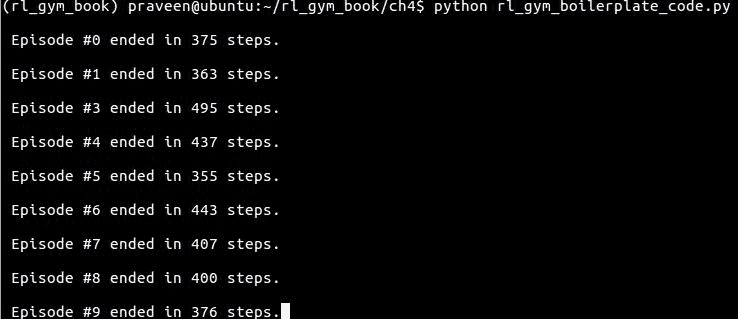 (rl_gym_book) praveen@ubuntu:~/rl_gym_book/ch4$ python rl_gym_boilerplate_code.py
Episode #0 ended in 375 steps.
Episode #1 ended in 363 steps.
Episode #3 ended in 495 steps.
Episode #4 ended in 437 steps.
Episode #5 ended in 355 steps.
Episode #6 ended in 443 steps.
Episode #7 ended in 407 steps.
Episode #8 ended in 400 steps.
Episode #9 ended in 376 steps.